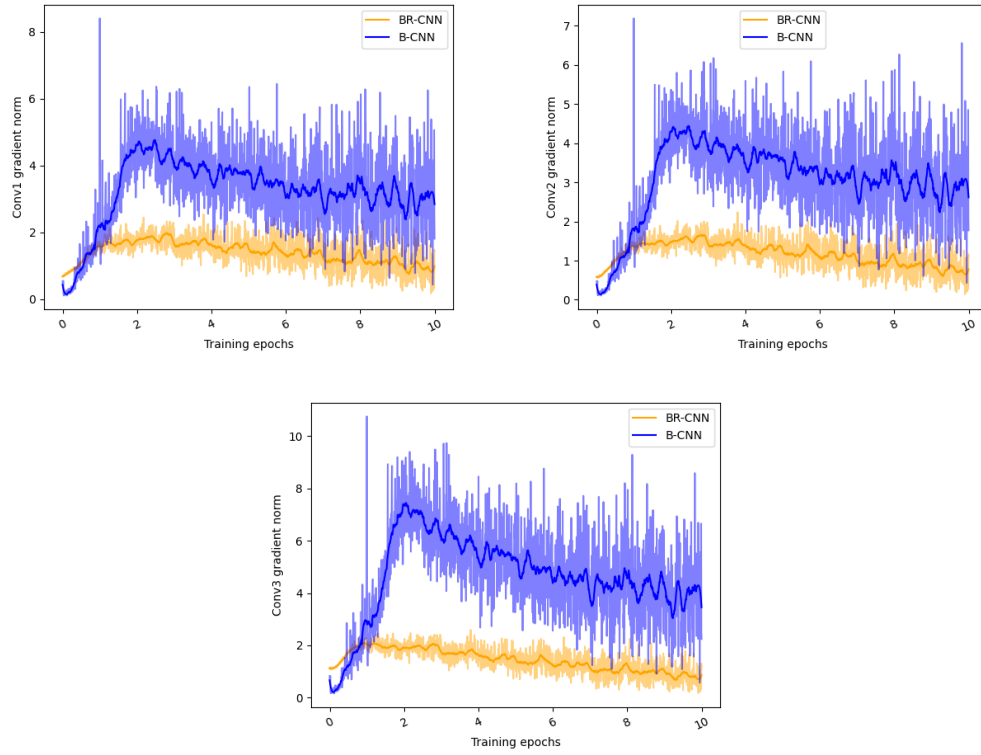 BR-CNN
B-CNN
Conv1 gradient norm
8
6
4
2
0
0 2 4 6 8 10
Training epochs
BR-CNN
B-CNN
Conv2 gradient norm
7
6
5
4
3
2
1
0
0 2 4 6 8 10
Training epochs
BR-CNN
B-CNN
Conv3 gradient norm
10
8
6
4
2
0
0 2 4 6 8 10
Training epochs